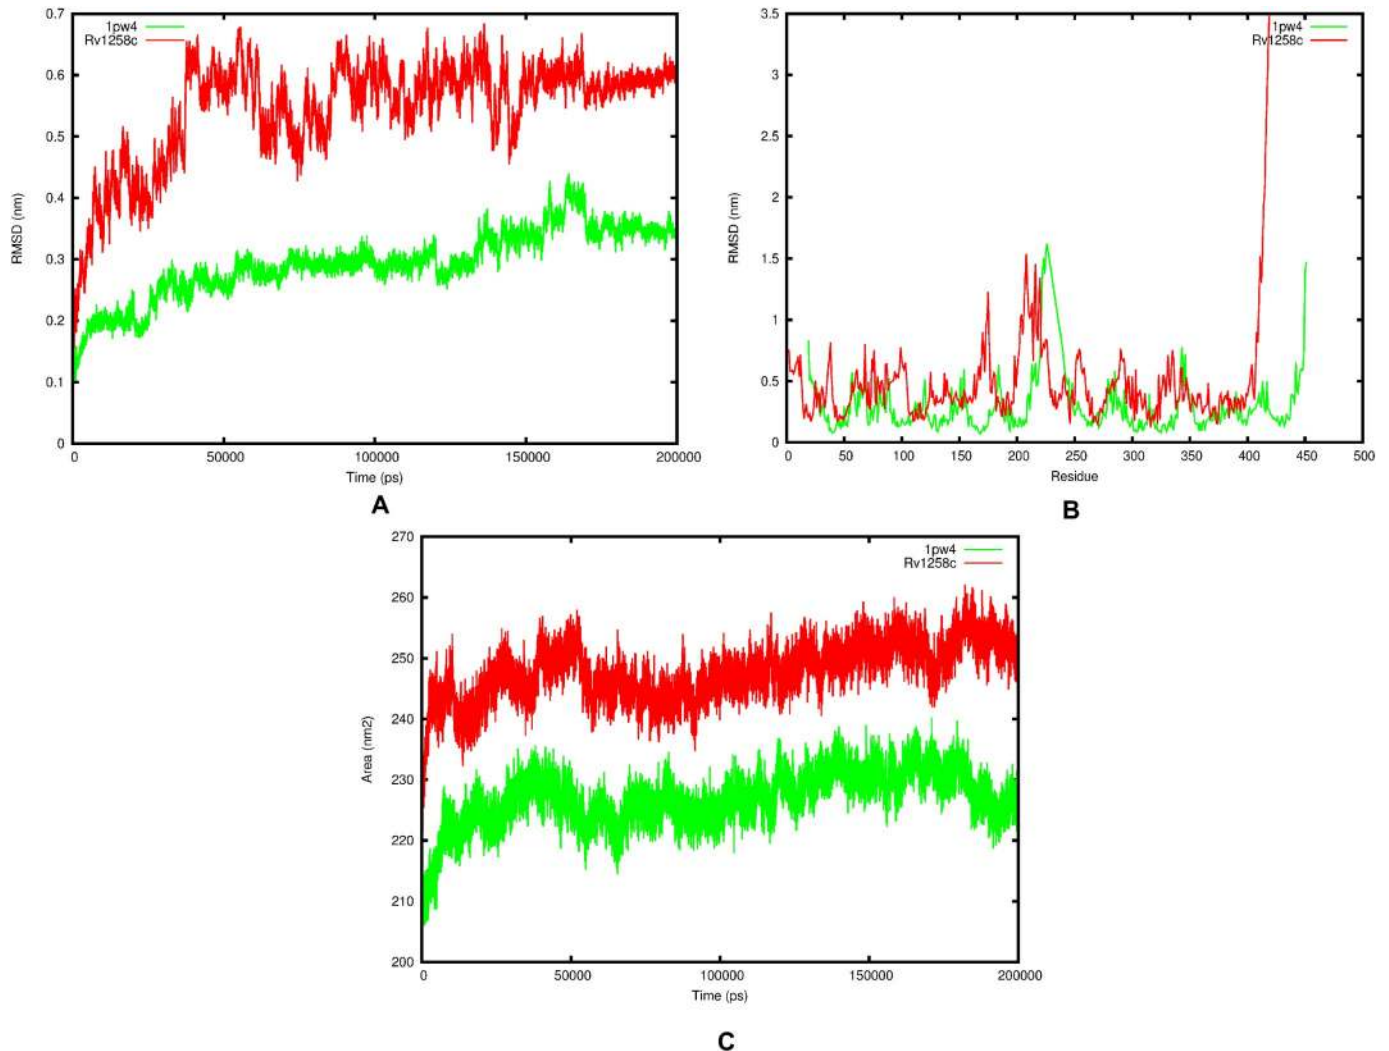 0.7
1pw4
Rv1258c
0.6
0.5
0.4
0.3
0.2
0.1
0
RMSD (nm)
0 50000 100000 150000 200000
Time (ps)
A
3.5
1pw4
Rv1258c
3
2.5
2
1.5
1
0.5
0
RMSD (nm)
0 50 100 150 200 250 300 350 400 450 500
Residue
B
270
1pw4
Rv1258c
260
250
240
230
220
210
200
Area (nm2)
0 50000 100000 150000 200000
Time (ps)
C